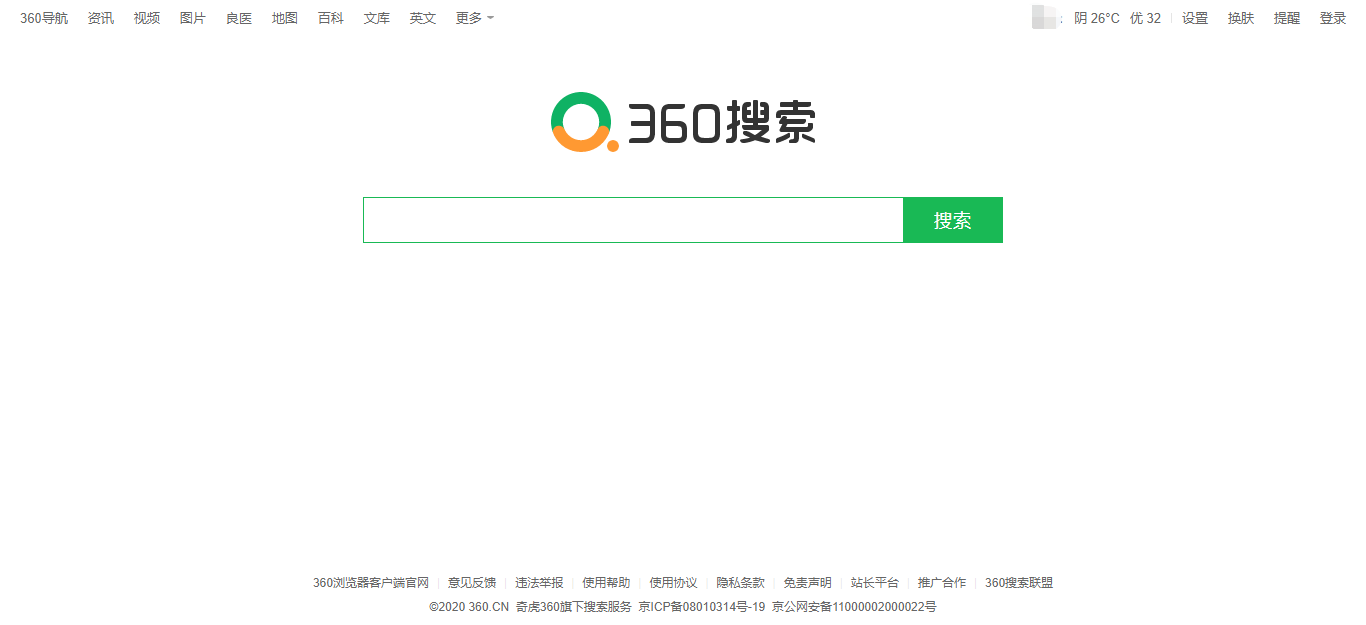 360导航 资讯 视频 图片 良医 地图 百科 文库 英文 更多 阴 26°C 优 32 设置 换肤 提醒 登录
360搜索
搜索
360浏览器客户端官网 意见反馈 违法举报 使用帮助 使用协议 隐私条款 免责声明 站长平台 推广合作 360搜索联盟
©2020 360.CN 奇虎360旗下搜索服务 京ICP备08010314号-19 京公网安备11000002000022号